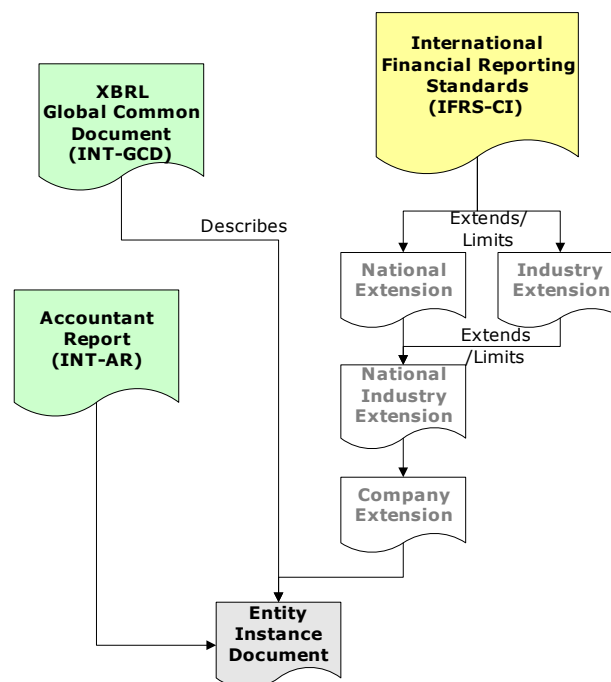 International
Financial Reporting
Standards
(IFRS-CI)
XBRL
Global Common
Document
(INT-GCD)
Describes
Extends/
Limits
National
Extension
Industry
Extension
Accountant
Report
(INT-AR)
Extends
/Limits
National
Industry
Extension
Company
Extension
Entity
Instance
Document